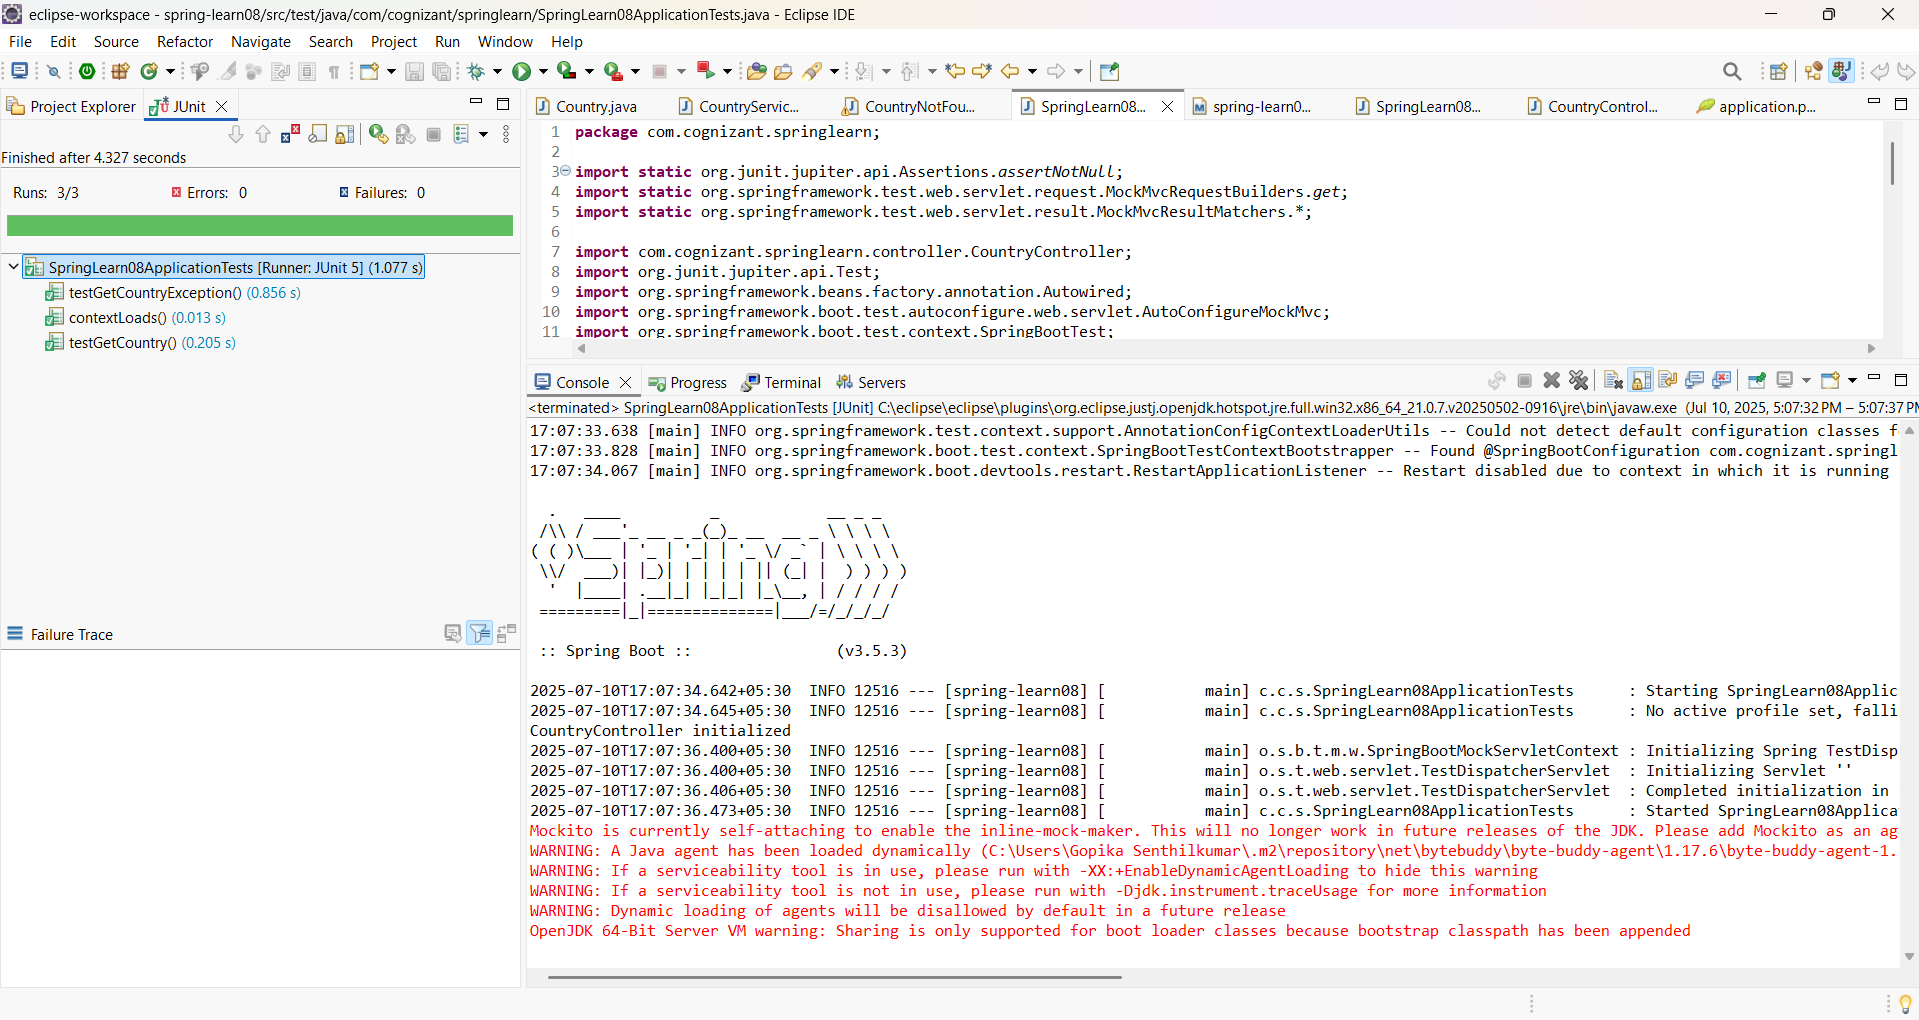 eclipse-workspace - spring-learn08/src/test/java/com/cognizant/springlearn/SpringLearn08ApplicationTests.java - Eclipse IDE
File Edit Source Refactor Navigate Search Project Run Window Help
Project Explorer JUnit
Finished after 4.327 seconds
Runs: 3/3 Errors: 0 Failures: 0
SpringLearn08ApplicationTests [Runner: JUnit 5] (1.077 s)
testGetCountryException() (0.856 s)
contextLoads() (0.013 s)
testGetCountry() (0.205 s)
Failure Trace
Country.java CountryServic... CountryNotFou... SpringLearn08... spring-learn0... SpringLearn08... CountryControl... application.p...
1 package com.cognizant.springlearn;
2
3 import static org.junit.jupiter.api.Assertions.assertNotNull;
4 import static org.springframework.test.web.servlet.request.MockMvcRequestBuilders.get;
5 import static org.springframework.test.web.servlet.result.MockMvcResultMatchers.*;
6
7 import com.cognizant.springlearn.controller.CountryController;
8 import org.junit.jupiter.api.Test;
9 import org.springframework.beans.factory.annotation.Autowired;
10 import org.springframework.boot.test.autoconfigure.web.servlet.AutoConfigureMockMvc;
11 import org.springframework.boot.test.context.SpringBootTest;
Console Progress Terminal Servers
<terminated> SpringLearn08ApplicationTests [JUnit] C:\eclipse\eclipse\plugins\org.eclipse.justj.openjdk.hotspot.jre.full.win32.x86_64_21.0.7.v20250502-0916\jre\bin\javaw.exe (Jul 10, 2025, 5:07:32 PM – 5:07:37 PM
17:07:33.638 [main] INFO org.springframework.test.context.support.AnnotationConfigContextLoaderUtils -- Could not detect default configuration classes f
17:07:33.828 [main] INFO org.springframework.boot.test.context.SpringBootTestContextBootstrapper -- Found @SpringBootConfiguration com.cognizant.springl
17:07:34.067 [main] INFO org.springframework.boot.devtools.restart.RestartApplicationListener -- Restart disabled due to context in which it is running
Spring
:: Spring Boot :: (v3.5.3)
2025-07-10T17:07:34.642+05:30 INFO 12516 --- [spring-learn08] [ main] c.c.s.SpringLearn08ApplicationTests : Starting SpringLearn08Applic
2025-07-10T17:07:34.645+05:30 INFO 12516 --- [spring-learn08] [ main] c.c.s.SpringLearn08ApplicationTests : No active profile set, falli
CountryController initialized
2025-07-10T17:07:36.400+05:30 INFO 12516 --- [spring-learn08] [ main] o.s.b.t.m.w.SpringBootMockServletContext : Initializing Spring TestDisp
2025-07-10T17:07:36.400+05:30 INFO 12516 --- [spring-learn08] [ main] o.s.t.web.servlet.TestDispatcherServlet : Initializing Servlet ''
2025-07-10T17:07:36.406+05:30 INFO 12516 --- [spring-learn08] [ main] o.s.t.web.servlet.TestDispatcherServlet : Completed initialization in
2025-07-10T17:07:36.473+05:30 INFO 12516 --- [spring-learn08] [ main] c.c.s.SpringLearn08ApplicationTests : Started SpringLearn08Applica
Mockito is currently self-attaching to enable the inline-mock-maker. This will no longer work in future releases of the JDK. Please add Mockito as an ag
WARNING: A Java agent has been loaded dynamically (C:\Users\Gopika Senthilkumar\.m2\repository\net\bytebuddy\byte-buddy-agent\1.17.6\byte-buddy-agent-1.
WARNING: If a serviceability tool is in use, please run with -XX:+EnableDynamicAgentLoading to hide this warning
WARNING: If a serviceability tool is not in use, please run with -Djdk.instrument.traceUsage for more information
WARNING: Dynamic loading of agents will be disallowed by default in a future release
OpenJDK 64-Bit Server VM warning: Sharing is only supported for boot loader classes because bootstrap classpath has been appended